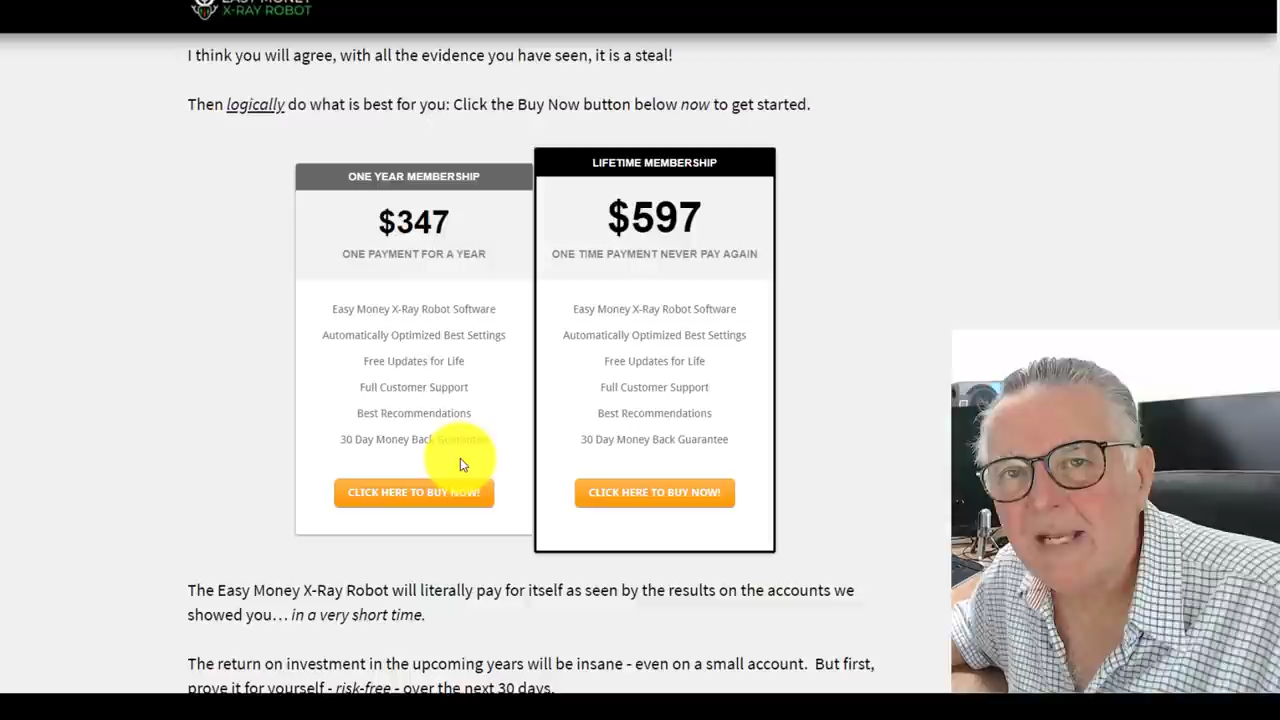 X-RAY ROBOT
I think you will agree, with all the evidence you have seen, it is a steal!
Then logically do what is best for you: Click the Buy Now button below now to get started.
ONE YEAR MEMBERSHIP
$347
ONE PAYMENT FOR A YEAR
Easy Money X-Ray Robot Software
Automatically Optimized Best Settings
Free Updates for Life
Full Customer Support
Best Recommendations
30 Day Money Back Guarantee
CLICK HERE TO BUY NOW!
LIFETIME MEMBERSHIP
$597
ONE TIME PAYMENT NEVER PAY AGAIN
Easy Money X-Ray Robot Software
Automatically Optimized Best Settings
Free Updates for Life
Full Customer Support
Best Recommendations
30 Day Money Back Guarantee
CLICK HERE TO BUY NOW!
The Easy Money X-Ray Robot will literally pay for itself as seen by the results on the accounts we
showed you… in a very short time.
The return on investment in the upcoming years will be insane - even on a small account. But first,
prove it for yourself - risk-free - over the next 30 days.